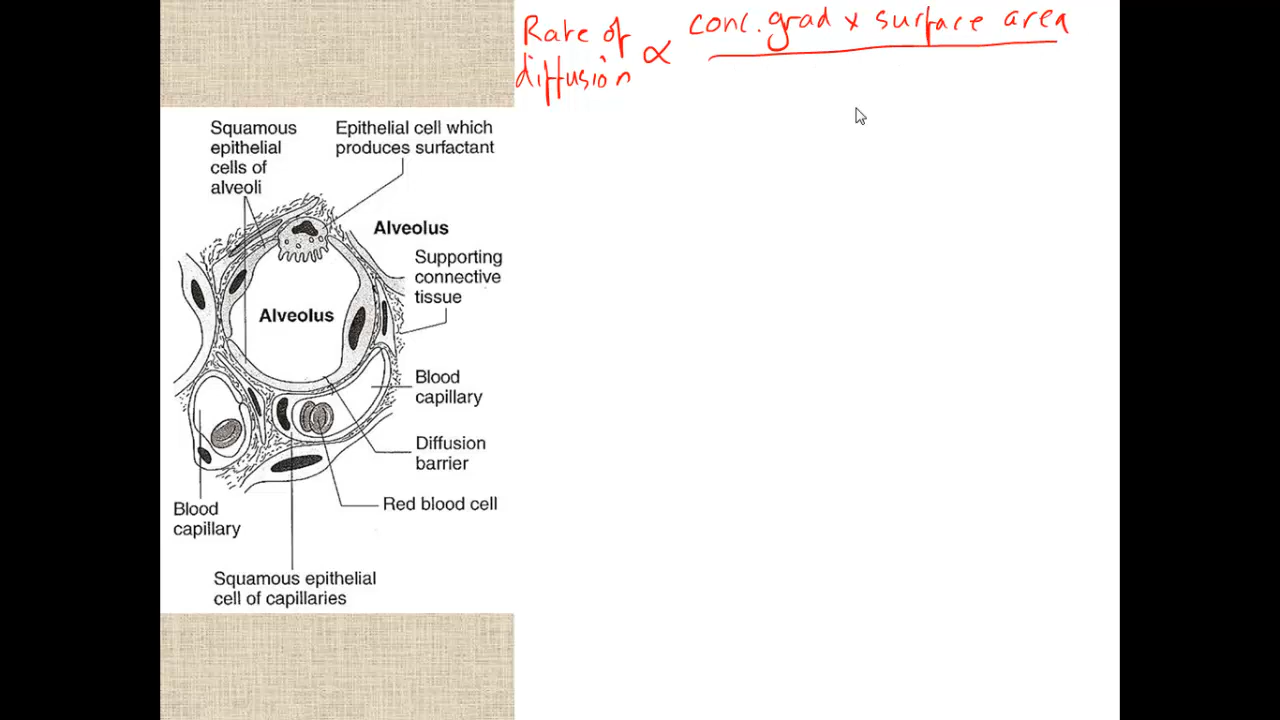 Rate of
diffusion ∝ conc. grad x surface area
Squamous
epithelial
cells of
alveoli
Epithelial cell which
produces surfactant
Alveolus
Supporting
connective
tissue
Alveolus
Blood
capillary
Diffusion
barrier
Red blood cell
Blood
capillary
Squamous epithelial
cell of capillaries